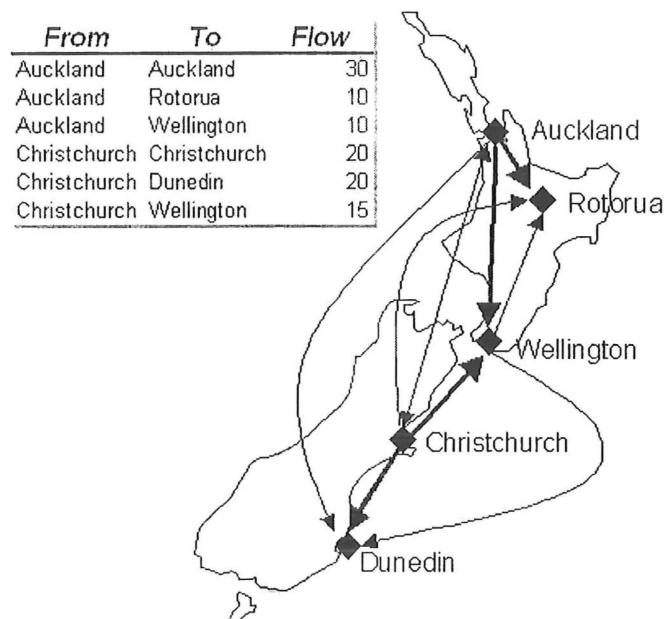 From To Flow
Auckland Auckland 30
Auckland Rotorua 10
Auckland Wellington 10
Christchurch Christchurch 20
Christchurch Dunedin 20
Christchurch Wellington 15
Auckland
Rotorua
Wellington
Christchurch
Dunedin